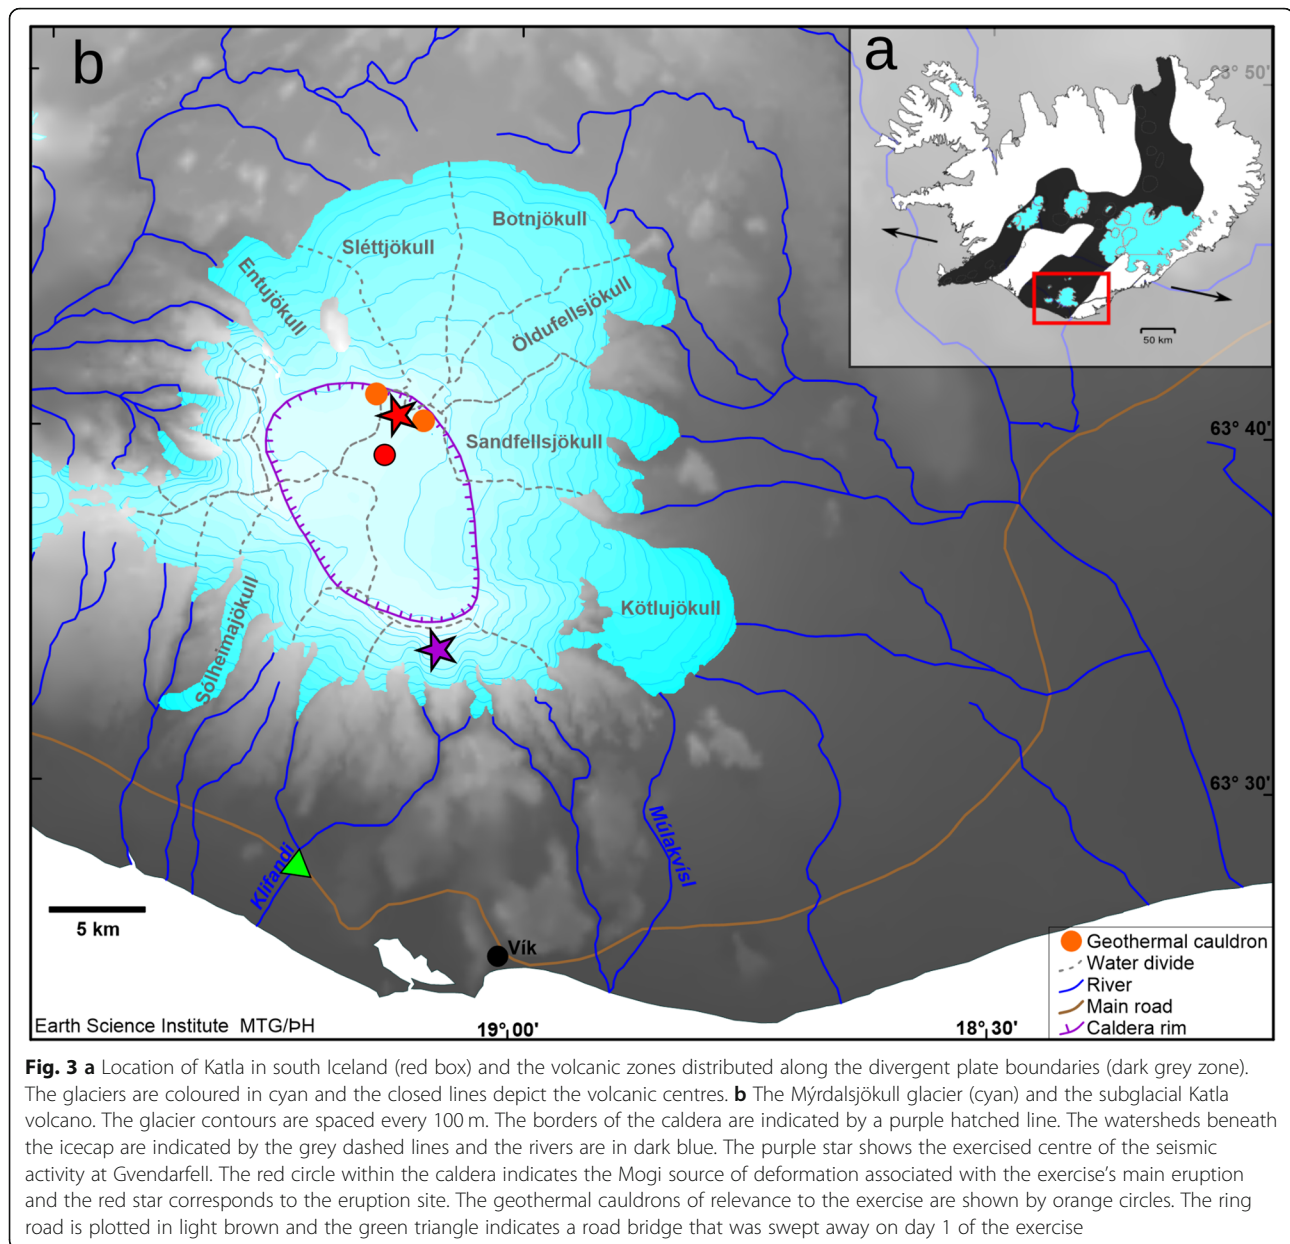 b
a
63° 50'
50 km
Botnjökull
Sléttjökull
Entujökull
Öldufellsjökull
63° 40'
Sandfellsjökull
Kötlujökull
Sólheimajökull
63° 30'
Múlakvísl
Klifandi
5 km
Vík
Geothermal cauldron
Water divide
River
Main road
Caldera rim
Earth Science Institute MTG/ÞH
19°00'
18°30'
Fig. 3 a Location of Katla in south Iceland (red box) and the volcanic zones distributed along the divergent plate boundaries (dark grey zone).
The glaciers are coloured in cyan and the closed lines depict the volcanic centres. b The Mýrdalsjökull glacier (cyan) and the subglacial Katla
volcano. The glacier contours are spaced every 100 m. The borders of the caldera are indicated by a purple hatched line. The watersheds beneath
the icecap are indicated by the grey dashed lines and the rivers are in dark blue. The purple star shows the exercised centre of the seismic
activity at Gvendarfell. The red circle within the caldera indicates the Mogi source of deformation associated with the exercise's main eruption
and the red star corresponds to the eruption site. The geothermal cauldrons of relevance to the exercise are shown by orange circles. The ring
road is plotted in light brown and the green triangle indicates a road bridge that was swept away on day 1 of the exercise